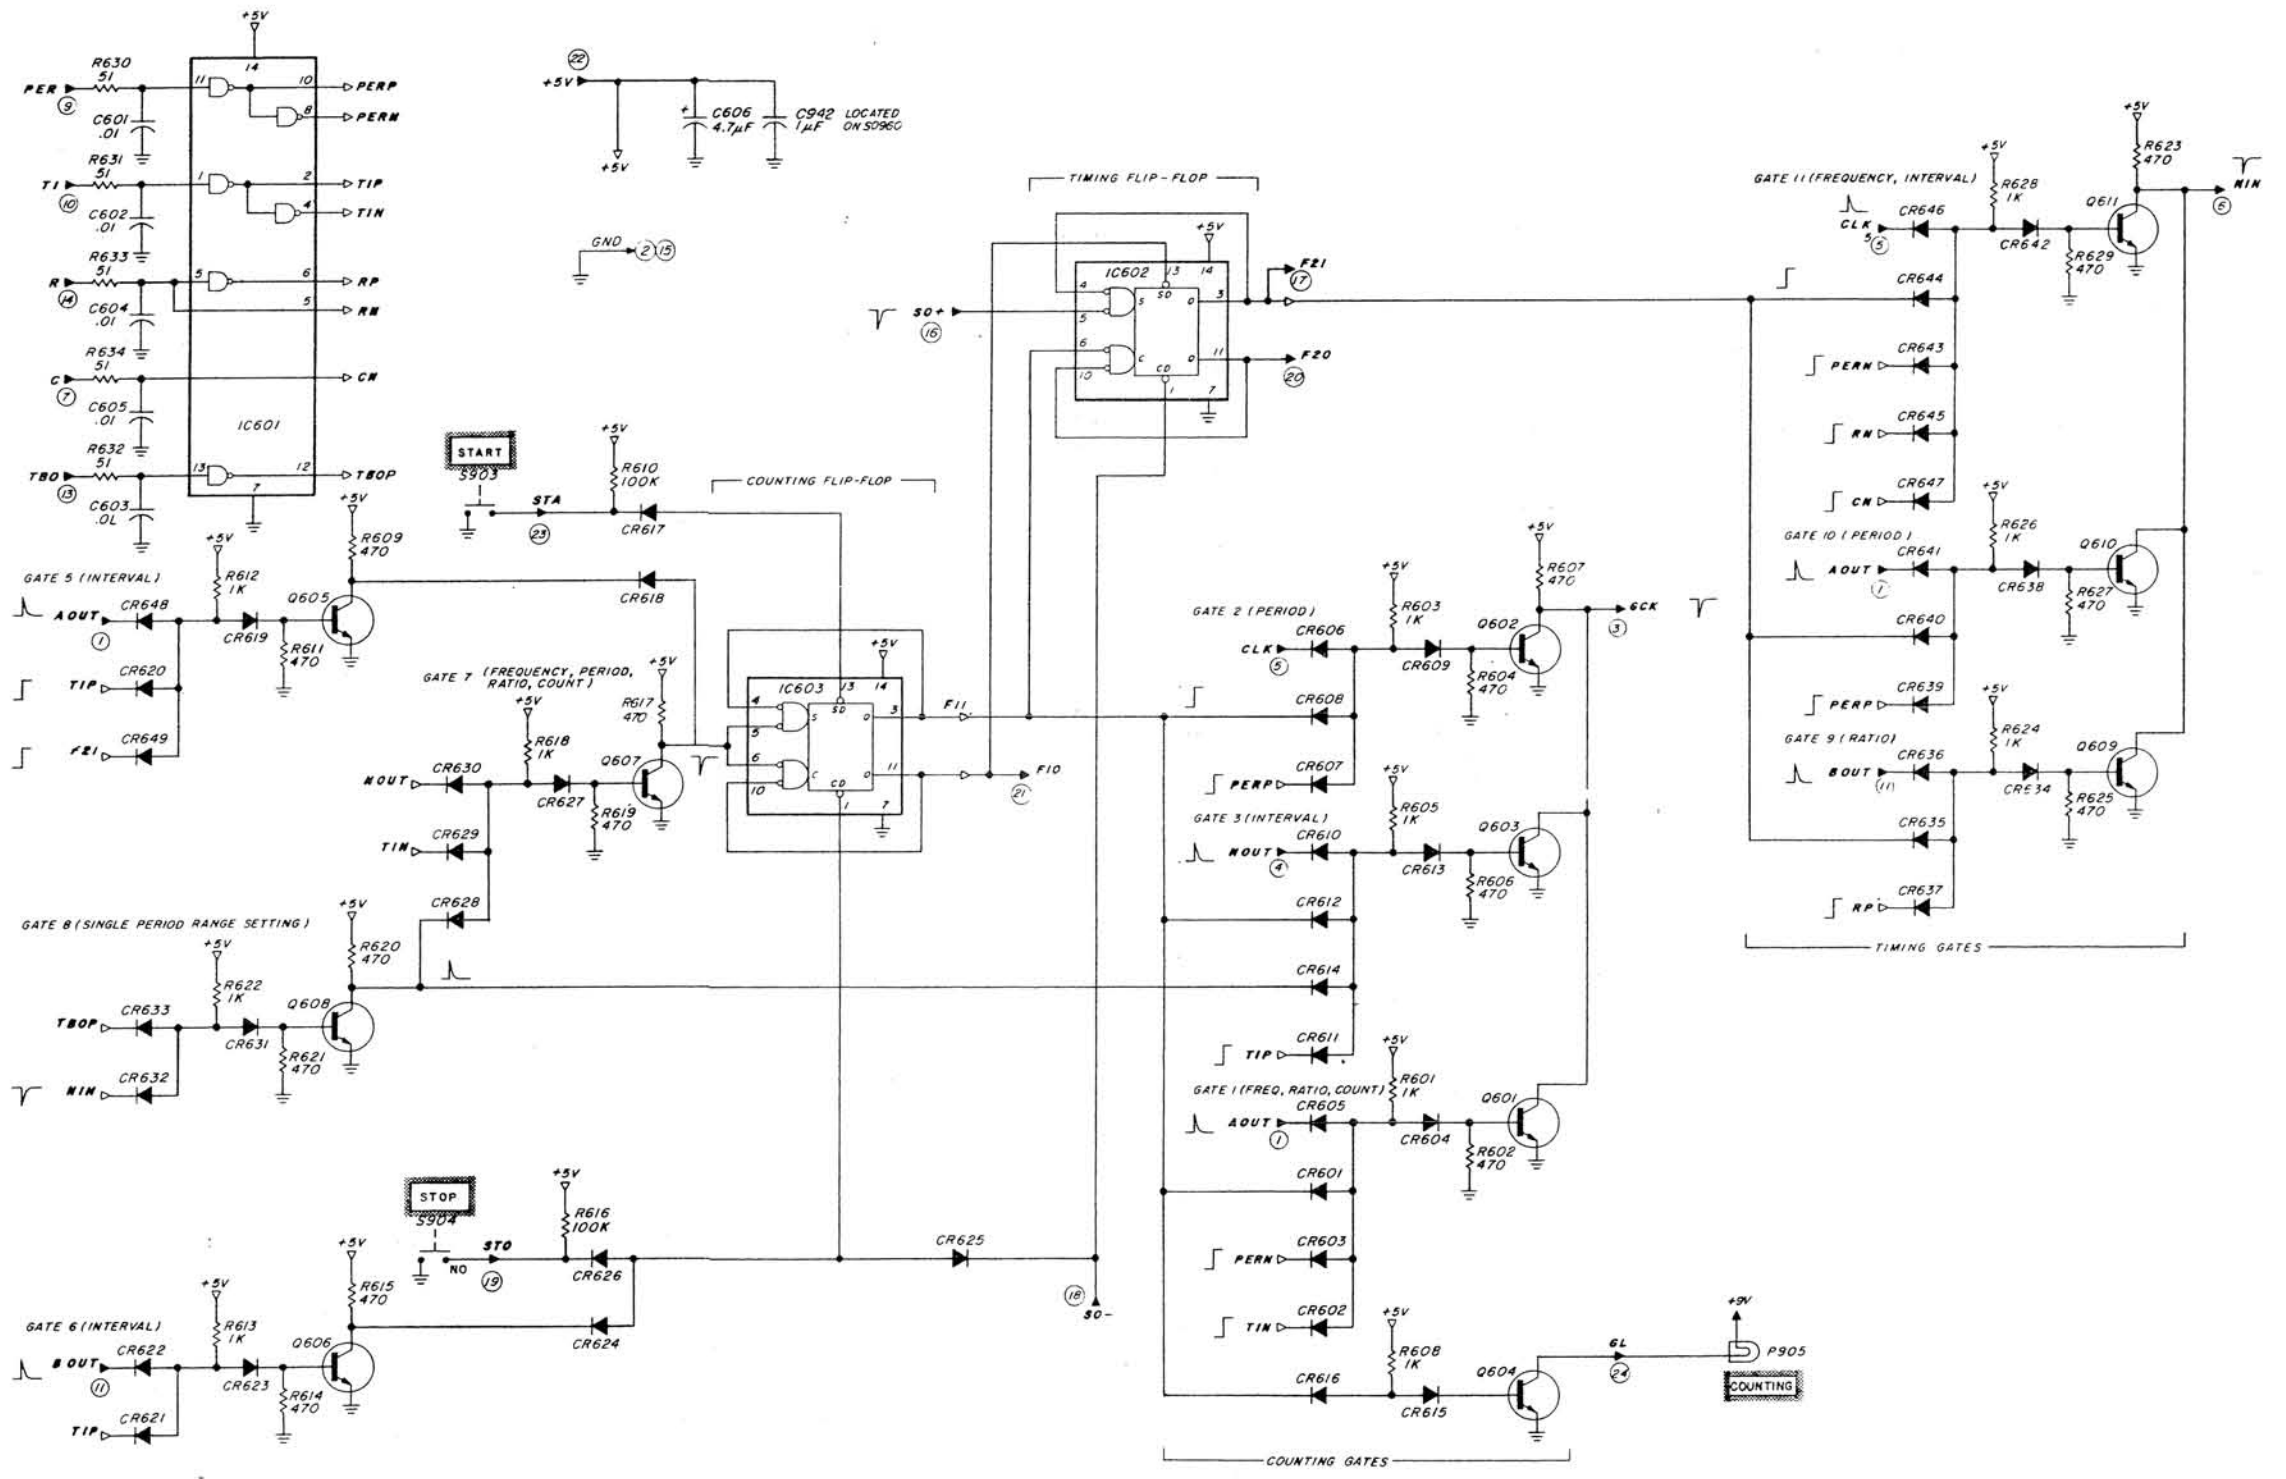 +5V
R630
51
PER
9
C601
.01
11
14
10
PERP
8
PERN
R631
51
TI
10
C602
.01
1
2
TIP
4
TIN
R633
51
R
14
C604
.01
5
6
RP
5
RN
R634
51
C
7
C605
.01
CN
IC601
R632
51
TBO
13
C603
13
12
TBOP
7
22
+5V
+5V
+
C606
4.7µF
C942 LOCATED
1µF ON S0960
GND
2
15
START
S903
STA
23
+5V
R610
100K
CR617
COUNTING FLIP-FLOP
GATE 5 (INTERVAL)
+5V
R612
1K
+5V
R609
470
AOUT
1
CR648
CR619
R611
470
Q605
CR618
TIP
CR620
F21
CR649
GATE 7 (FREQUENCY, PERIOD,
RATIO, COUNT)
+5V
R618
1K
+5V
R617
470
NOUT
CR630
CR627
R619
470
Q607
TIN
CR629
CR628
IC603
13
14
+5V
4
5
6
10
S
C
SD
CD
0
0
3
11
1
7
F11
F10
21
GATE 8 (SINGLE PERIOD RANGE SETTING)
+5V
R622
1K
+5V
R620
470
TBOP
CR633
CR631
R621
470
Q608
NIN
CR632
STOP
S904
NO
STO
19
+5V
R616
100K
CR626
CR624
CR625
18
SO-
GATE 6 (INTERVAL)
+5V
R613
1K
+5V
R615
470
BOUT
11
CR622
CR623
R614
470
Q606
TIP
CR621
TIMING FLIP-FLOP
SO+
16
IC602
13
14
+5V
4
5
6
10
S
C
SD
CD
0
0
3
11
1
7
F21
17
F20
20
GATE 2 (PERIOD)
+5V
R603
1K
+5V
R607
470
CLK
5
CR606
CR609
R604
470
Q602
GCK
3
CR608
PERP
CR607
GATE 3 (INTERVAL)
+5V
R605
1K
NOUT
4
CR610
CR613
R606
470
Q603
CR612
CR614
TIP
CR611
GATE 1 (FREQ, RATIO, COUNT)
+5V
R601
1K
AOUT
1
CR605
CR604
R602
470
Q601
CR601
PERN
CR603
TIN
CR602
+5V
R608
1K
CR616
CR615
Q604
GL
24
+9V
P905
COUNTING
COUNTING GATES
GATE 11 (FREQUENCY, INTERVAL)
+5V
R628
1K
+5V
R623
470
CLK
5
5
CR646
CR642
R629
470
Q611
NIN
6
CR644
PERN
CR643
RN
CR645
CN
CR647
GATE 10 (PERIOD)
+5V
R626
1K
AOUT
1
CR641
CR638
R627
470
Q610
CR640
PERP
CR639
GATE 9 (RATIO)
+5V
R624
1K
BOUT
11
CR636
CR634
R625
470
Q609
CR635
RP
CR637
TIMING GATES